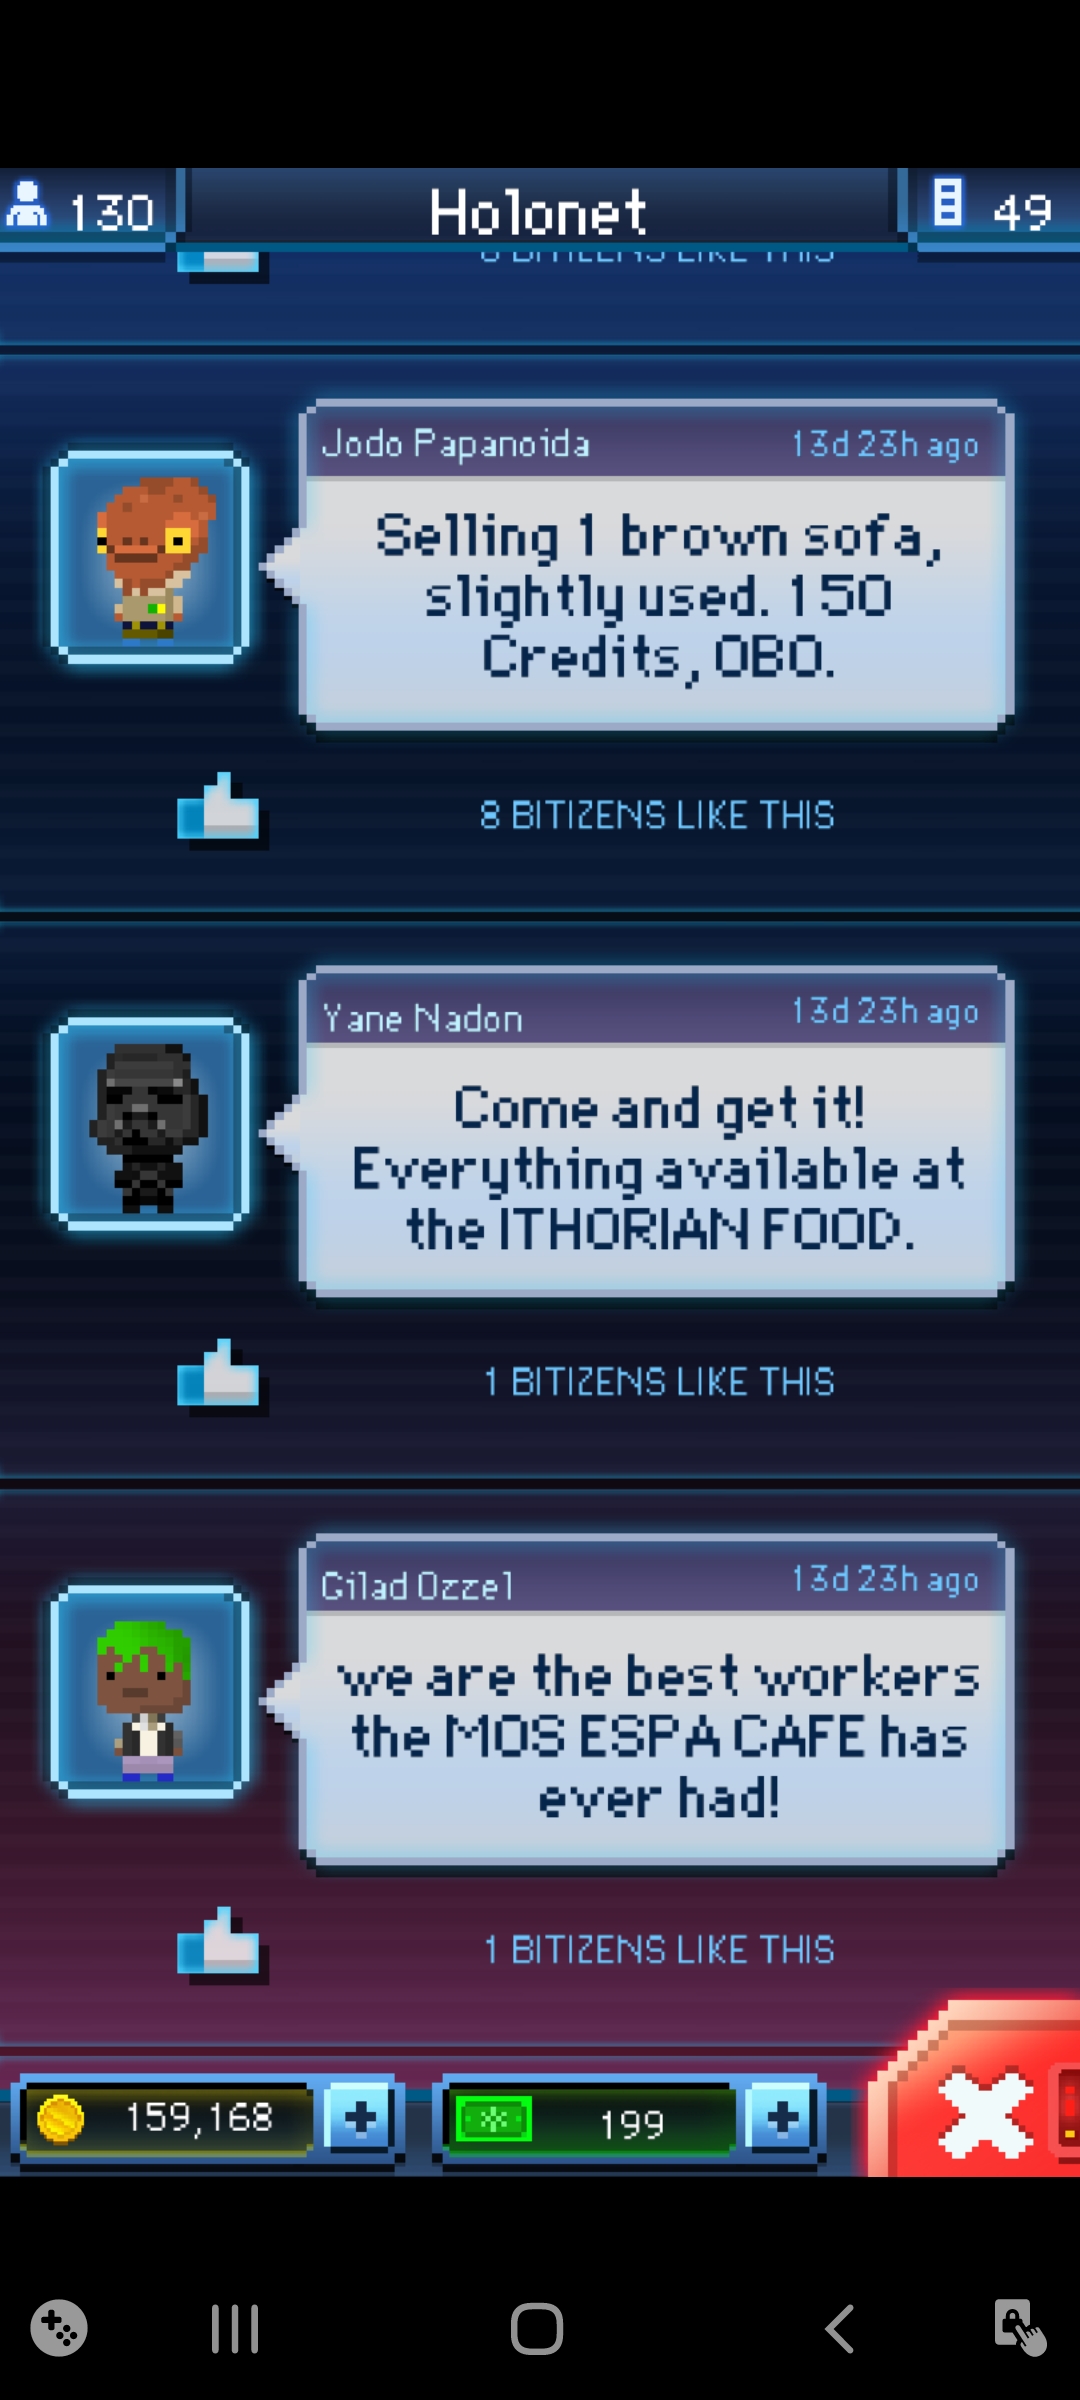 130
Holonet
49
8 BITIZENS LIKE THIS
Jodo Papanoida
13d 23h ago
Selling 1 brown sofa,
slightly used. 150
Credits, OBO.
8 BITIZENS LIKE THIS
Yane Nadon
13d 23h ago
Come and get it!
Everything available at
the ITHORIAN FOOD.
1 BITIZENS LIKE THIS
Gilad Ozzel
13d 23h ago
we are the best workers
the MOS ESPA CAFE has
ever had!
1 BITIZENS LIKE THIS
159,168
199